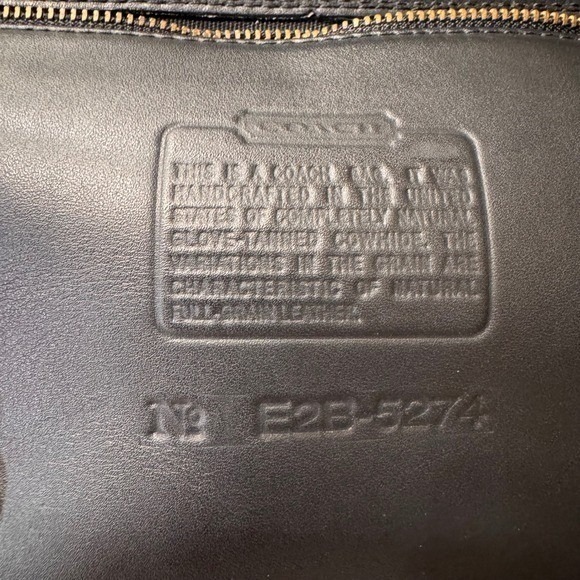 COACH
THIS IS A COACH BAG. IT WAS
HANDCRAFTED IN THE UNITED
STATES OF COMPLETELY NATURAL
GLOVE-TANNED COWHIDE. THE
VARIATIONS IN THE GRAIN ARE
CHARACTERISTIC OF NATURAL
FULL-GRAIN LEATHER.
No E2B-5274